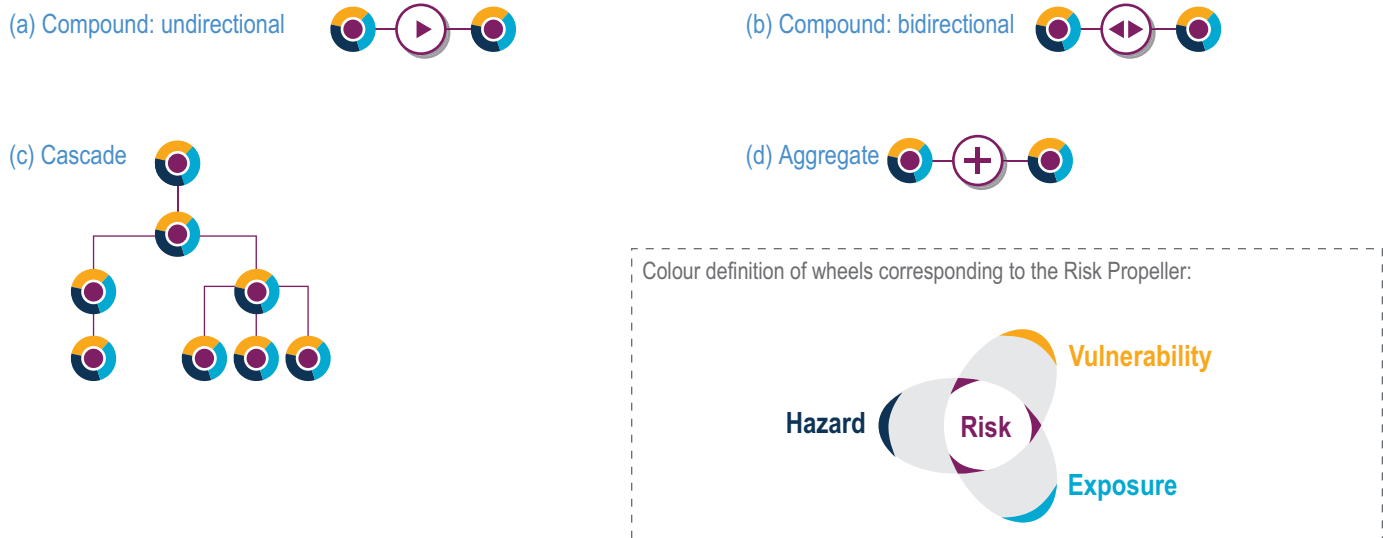 (a) Compound: undirectional
(b) Compound: bidirectional
(c) Cascade
(d) Aggregate
Colour definition of wheels corresponding to the Risk Propeller:
Vulnerability
Hazard
Risk
Exposure